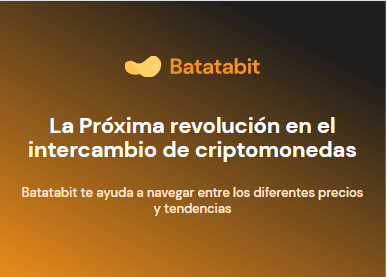 Batatabit
La Próxima revolución en el
intercambio de criptomonedas
Batatabit te ayuda a navegar entre los diferentes precios
y tendencias